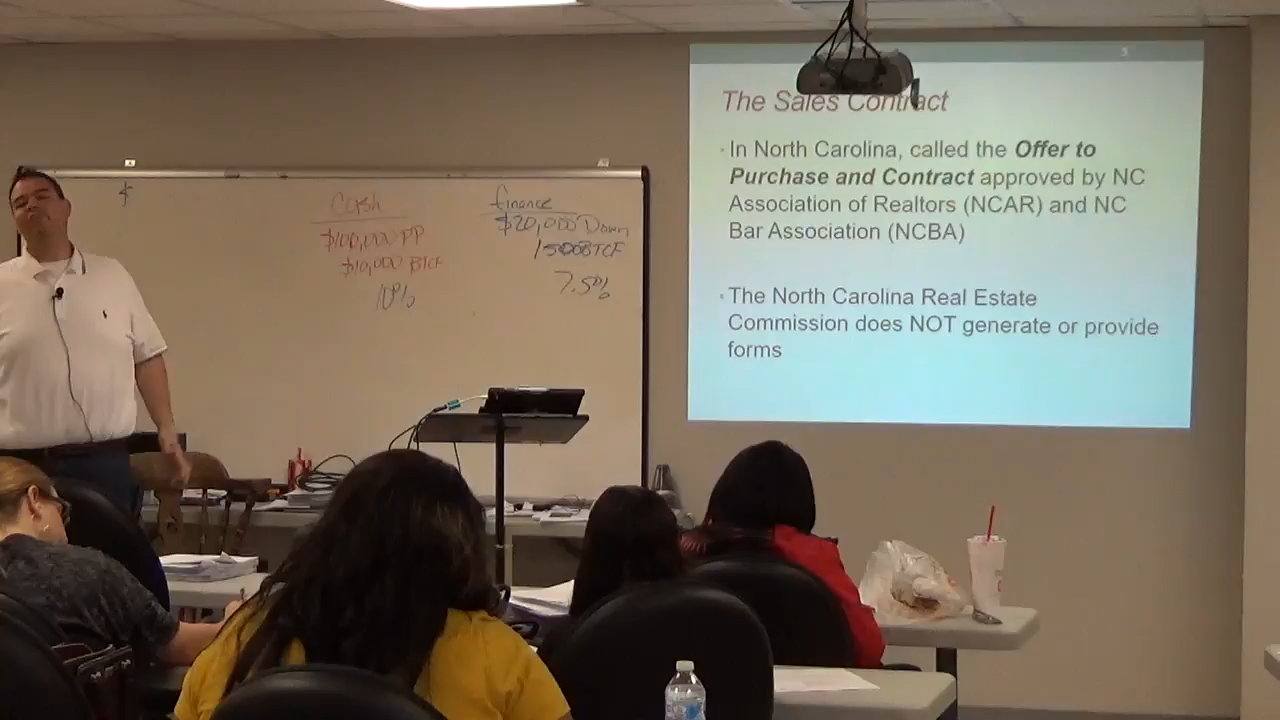 $
Cash
$100,000 PP
$10,000 BTCF
10%
finance
$20,000 Down
1500BTCF
7.5%
5
The Sales Contract
In North Carolina, called the Offer to
Purchase and Contract approved by NC
Association of Realtors (NCAR) and NC
Bar Association (NCBA)
The North Carolina Real Estate
Commission does NOT generate or provide
forms